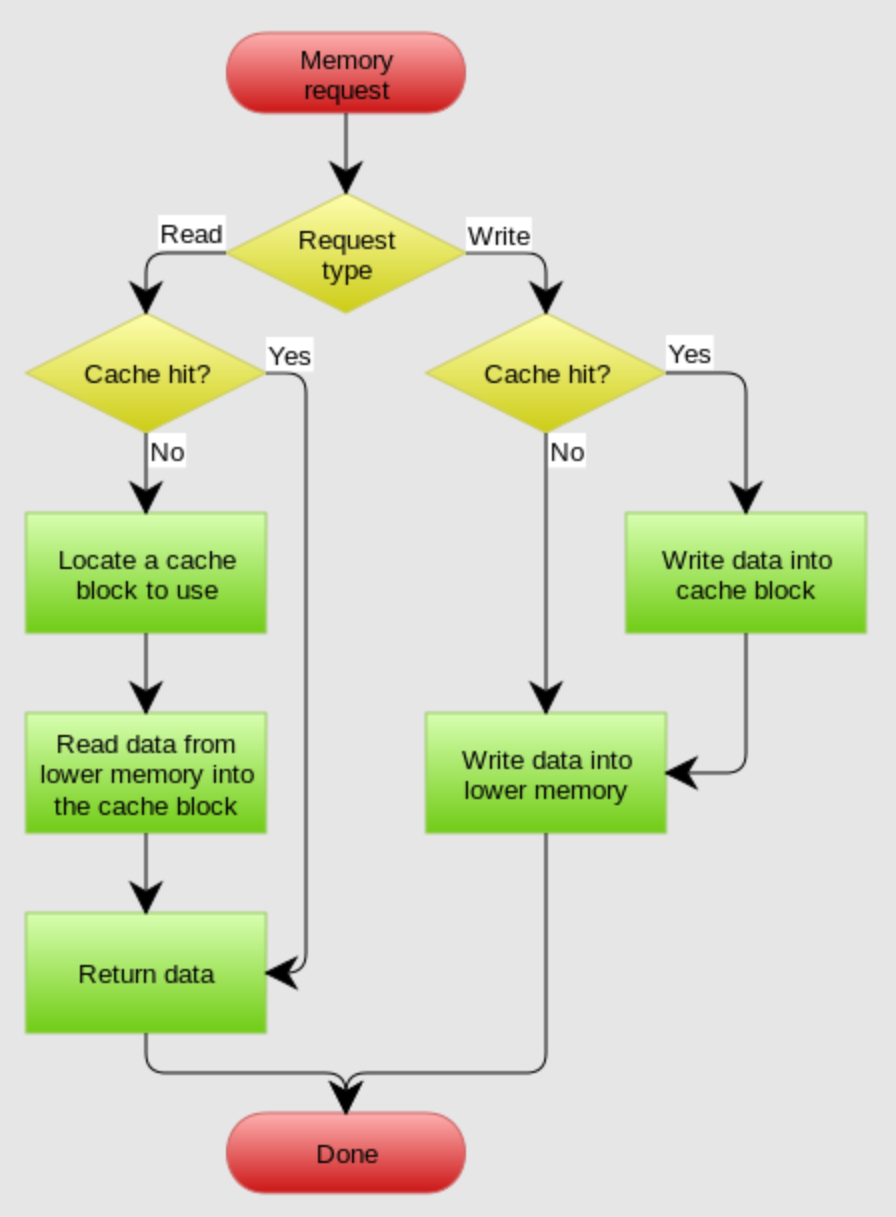 Memory
request
Read
Request
type
Write
Cache hit?
Yes
No
Cache hit?
Yes
No
Locate a cache
block to use
Write data into
cache block
Read data from
lower memory into
the cache block
Write data into
lower memory
Return data
Done